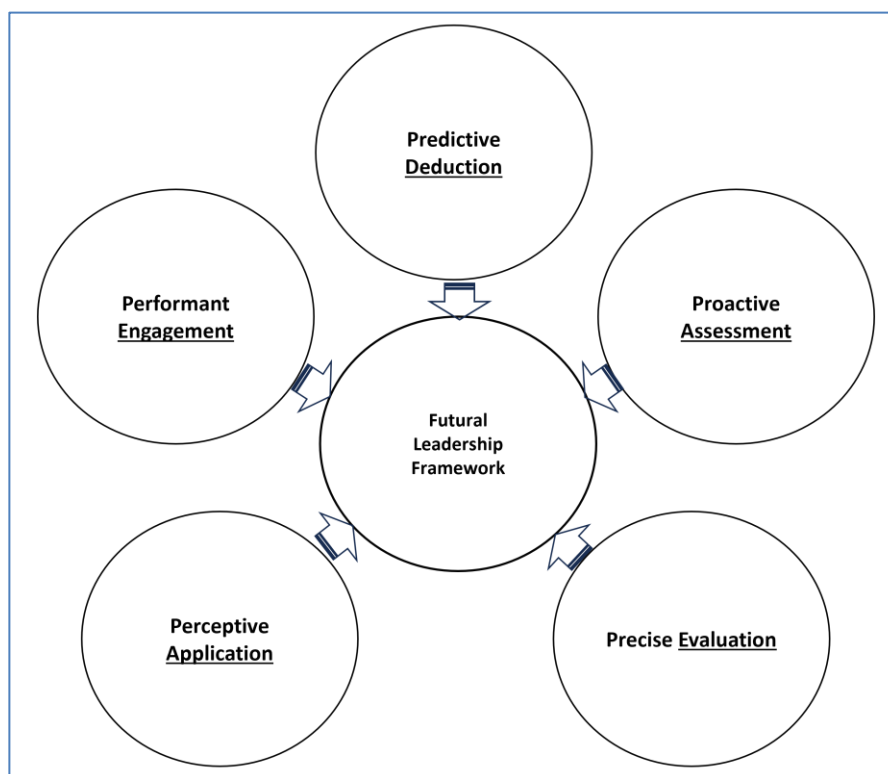 Predictive
Deduction
Performant
Engagement
Proactive
Assessment
Futural
Leadership
Framework
Perceptive
Application
Precise Evaluation